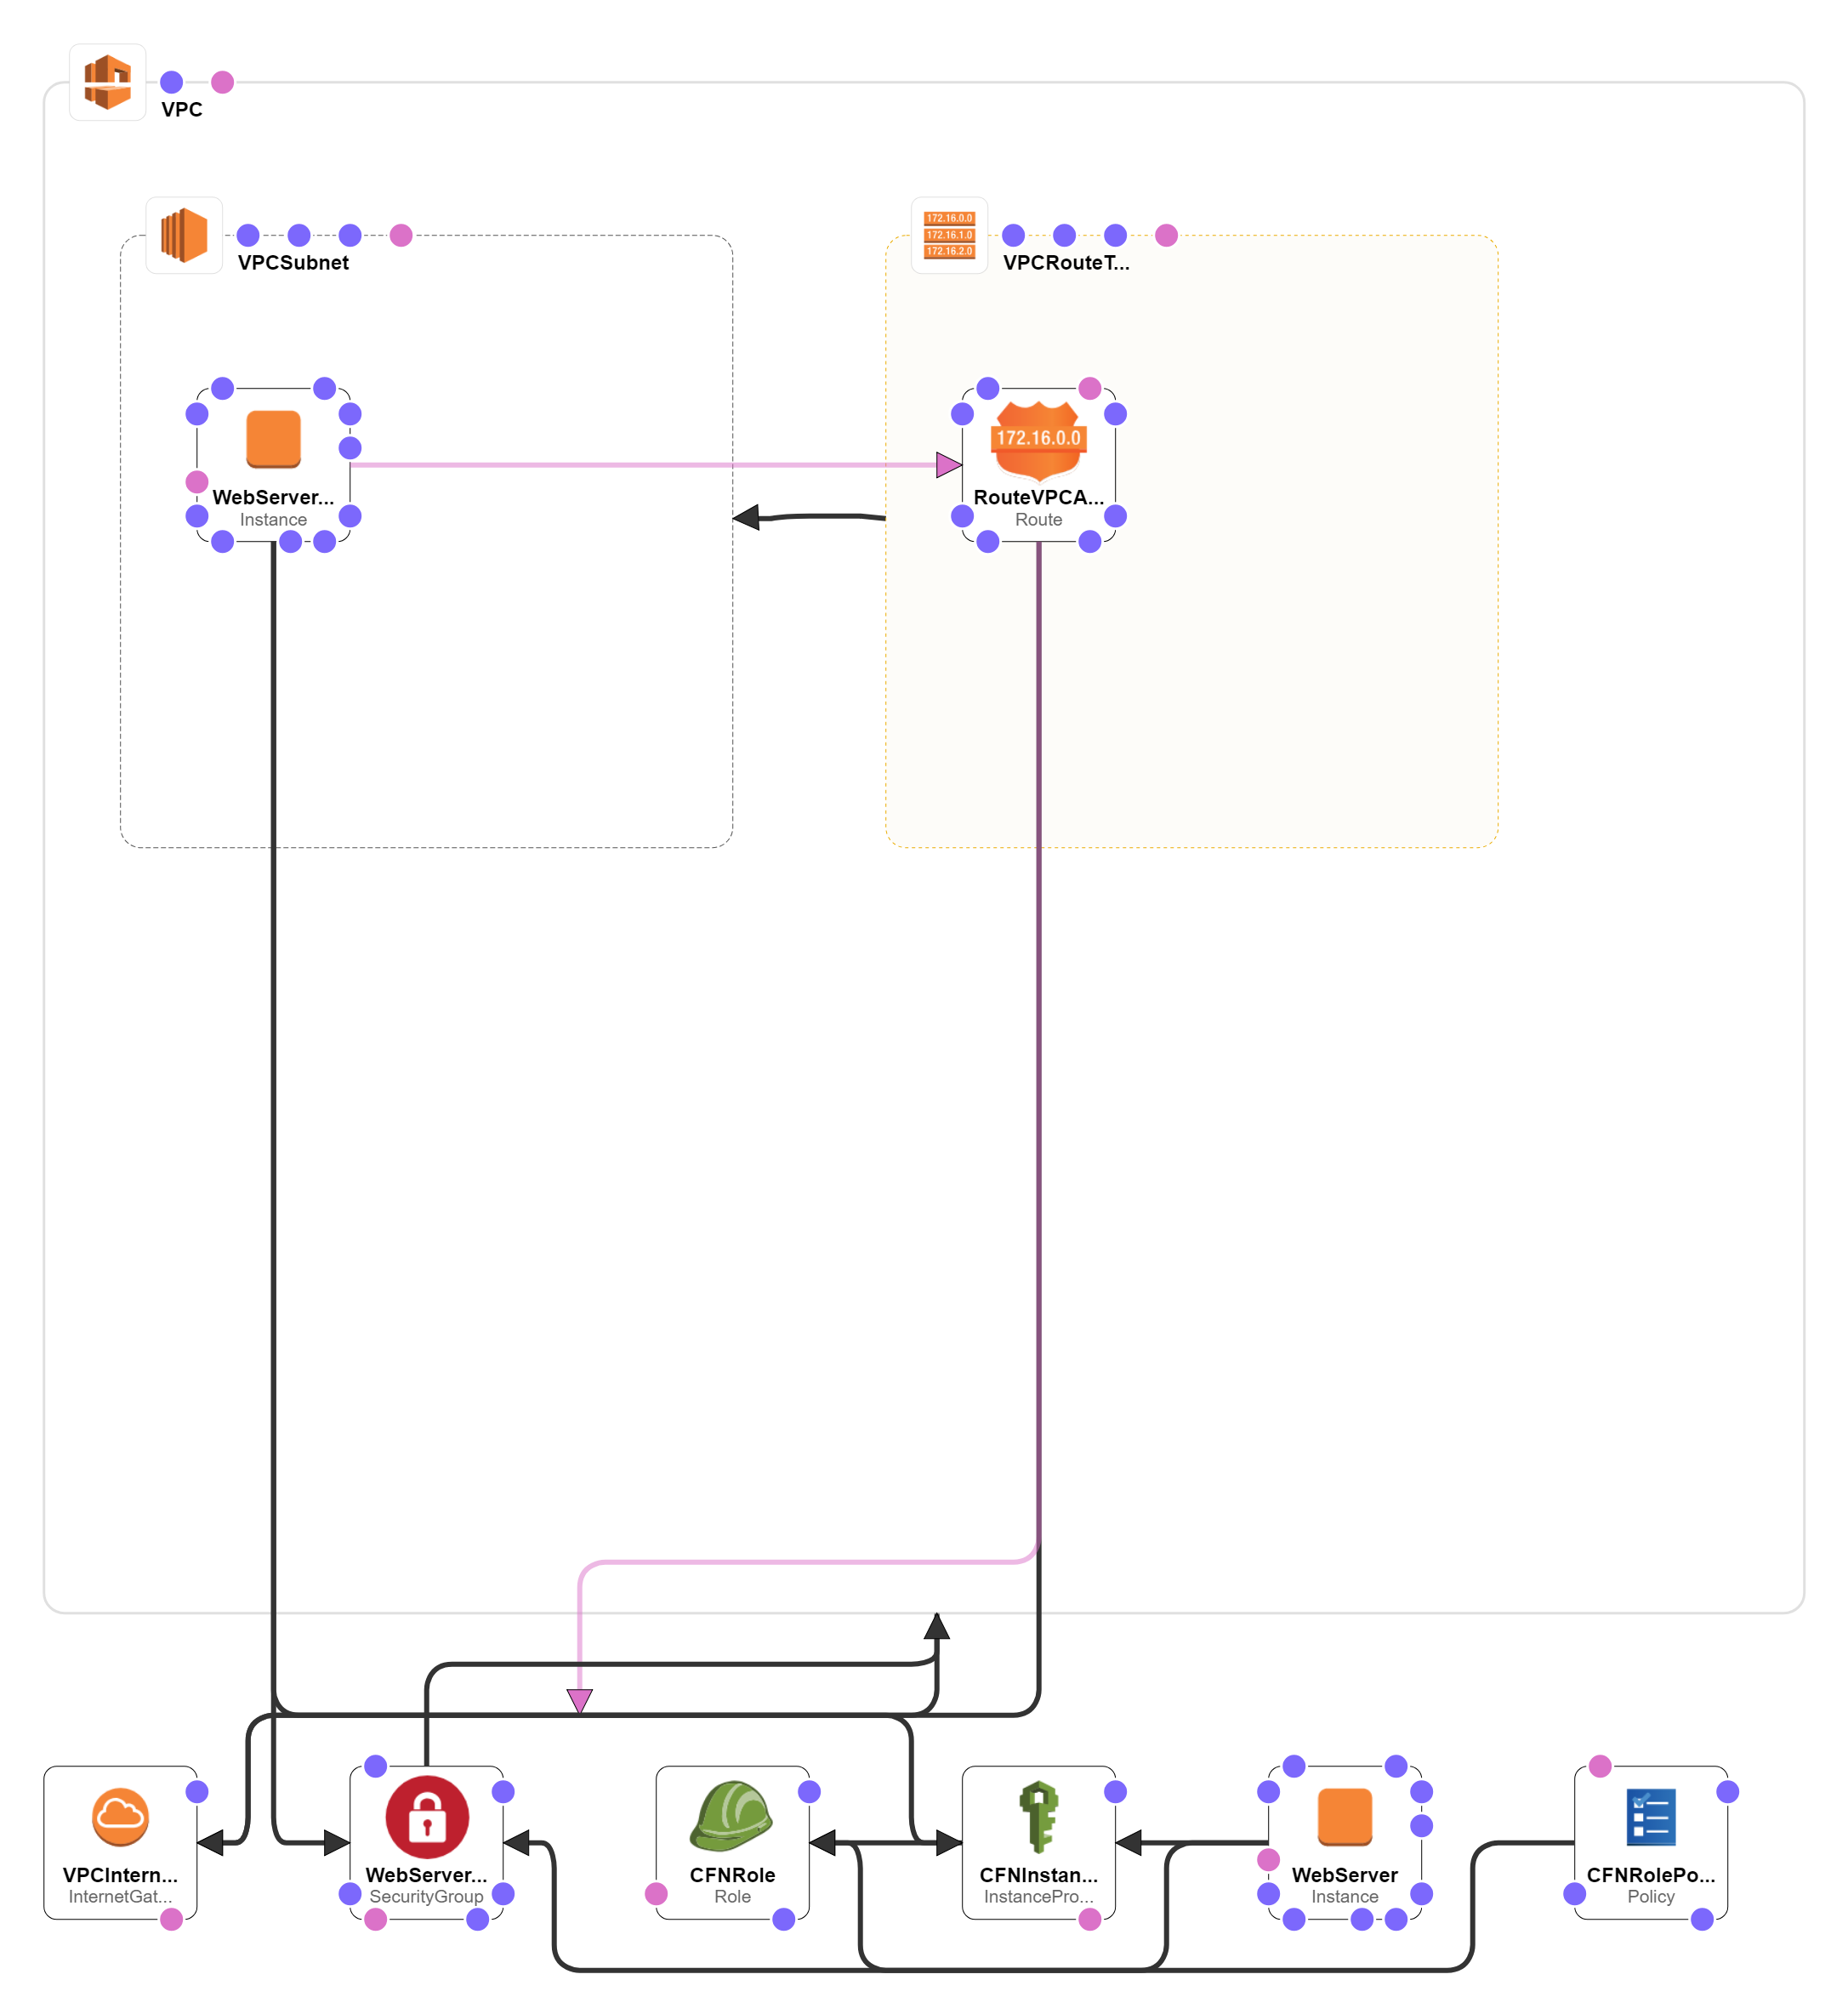 VPC
VPCSubnet
172.16.0.0
172.16.1.0
172.16.2.0
VPCRouteT...
WebServer...
Instance
172.16.0.0
RouteVPCA...
Route
VPCIntern...
InternetGat...
WebServer...
SecurityGroup
CFNRole
Role
CFNInstan...
InstancePro...
WebServer
Instance
CFNRolePo...
Policy